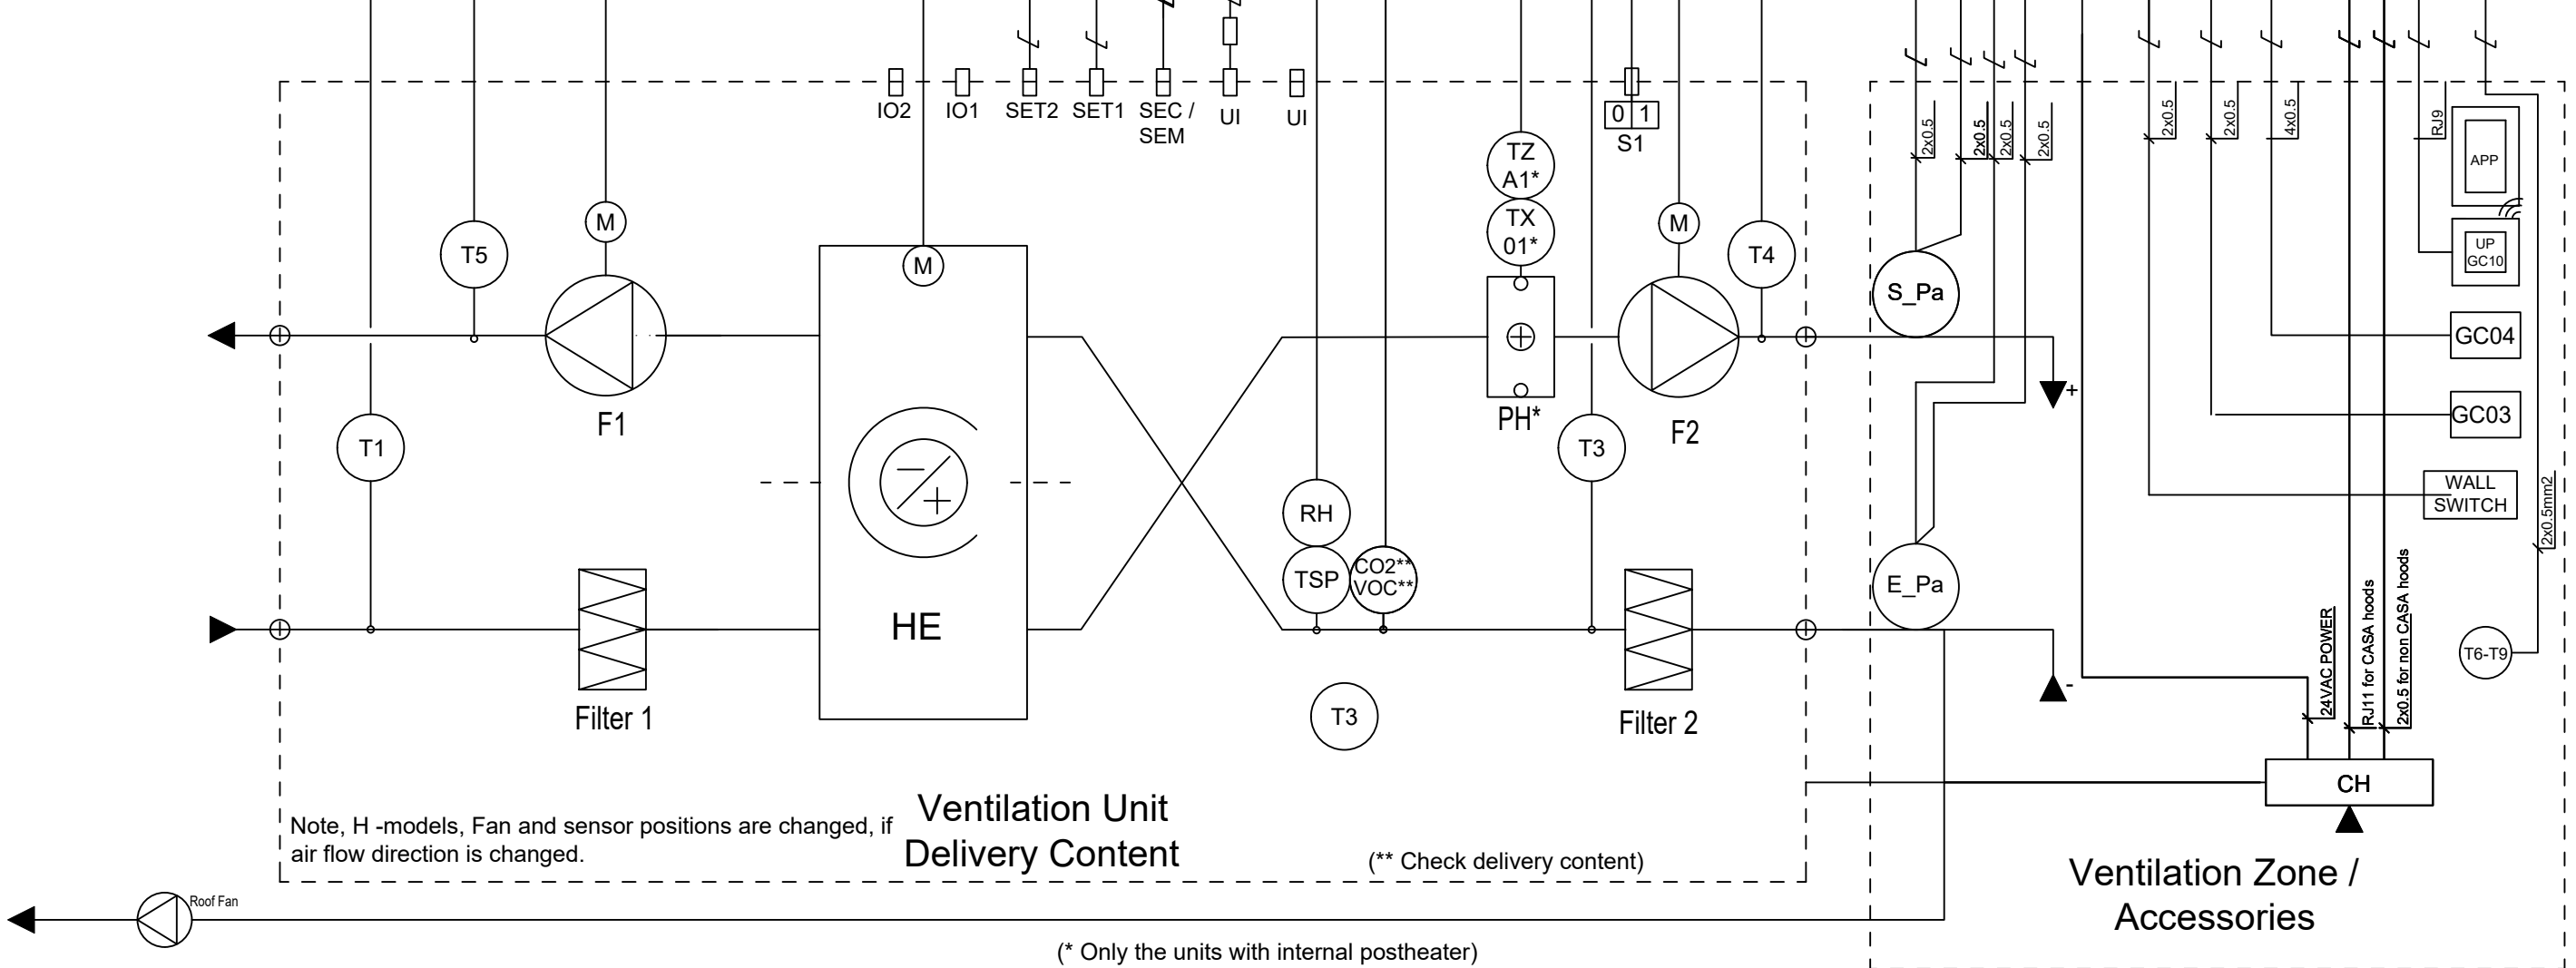 IO2
IO1
SET2
SET1
SEC /
SEM
UI
UI
0 1
S1
2x0.5
2x0.5
2x0.5
2x0.5
2x0.5
2x0.5
4x0.5
RJ9
APP
UP
GC10
TZ
A1*
TX
01*
M
M
M
T5
T4
S_Pa
GC04
+
PH*
F1
F2
GC03
T1
T3
WALL
SWITCH
2x0.5mm2
RH
TSP
CO2**
VOC**
E_Pa
HE
24VAC POWER
RJ11 for CASA hoods
2x0.5 for non CASA hoods
T6-T9
-
Filter 1
T3
Filter 2
CH
Ventilation Unit
Delivery Content
Note, H -models, Fan and sensor positions are changed, if
air flow direction is changed.
(** Check delivery content)
Ventilation Zone /
Accessories
Roof Fan
(* Only the units with internal postheater)